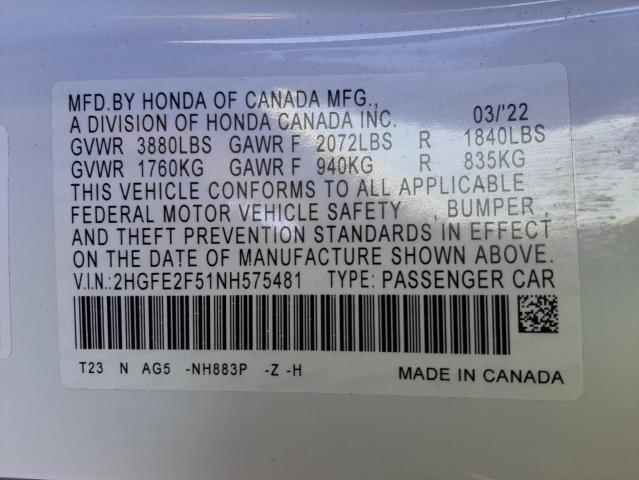 MFD.BY HONDA OF CANADA MFG.,
A DIVISION OF HONDA CANADA INC. 03/'22
GVWR 3880LBS GAWR F 2072LBS R 1840LBS
GVWR 1760KG GAWR F 940KG R 835KG
THIS VEHICLE CONFORMS TO ALL APPLICABLE
FEDERAL MOTOR VEHICLE SAFETY , BUMPER ,
AND THEFT PREVENTION STANDARDS IN EFFECT
ON THE DATE OF MANUFACTURE SHOWN ABOVE.
V.I.N.:2HGFE2F51NH575481 TYPE: PASSENGER CAR
T23 N AG5 -NH883P -Z -H MADE IN CANADA